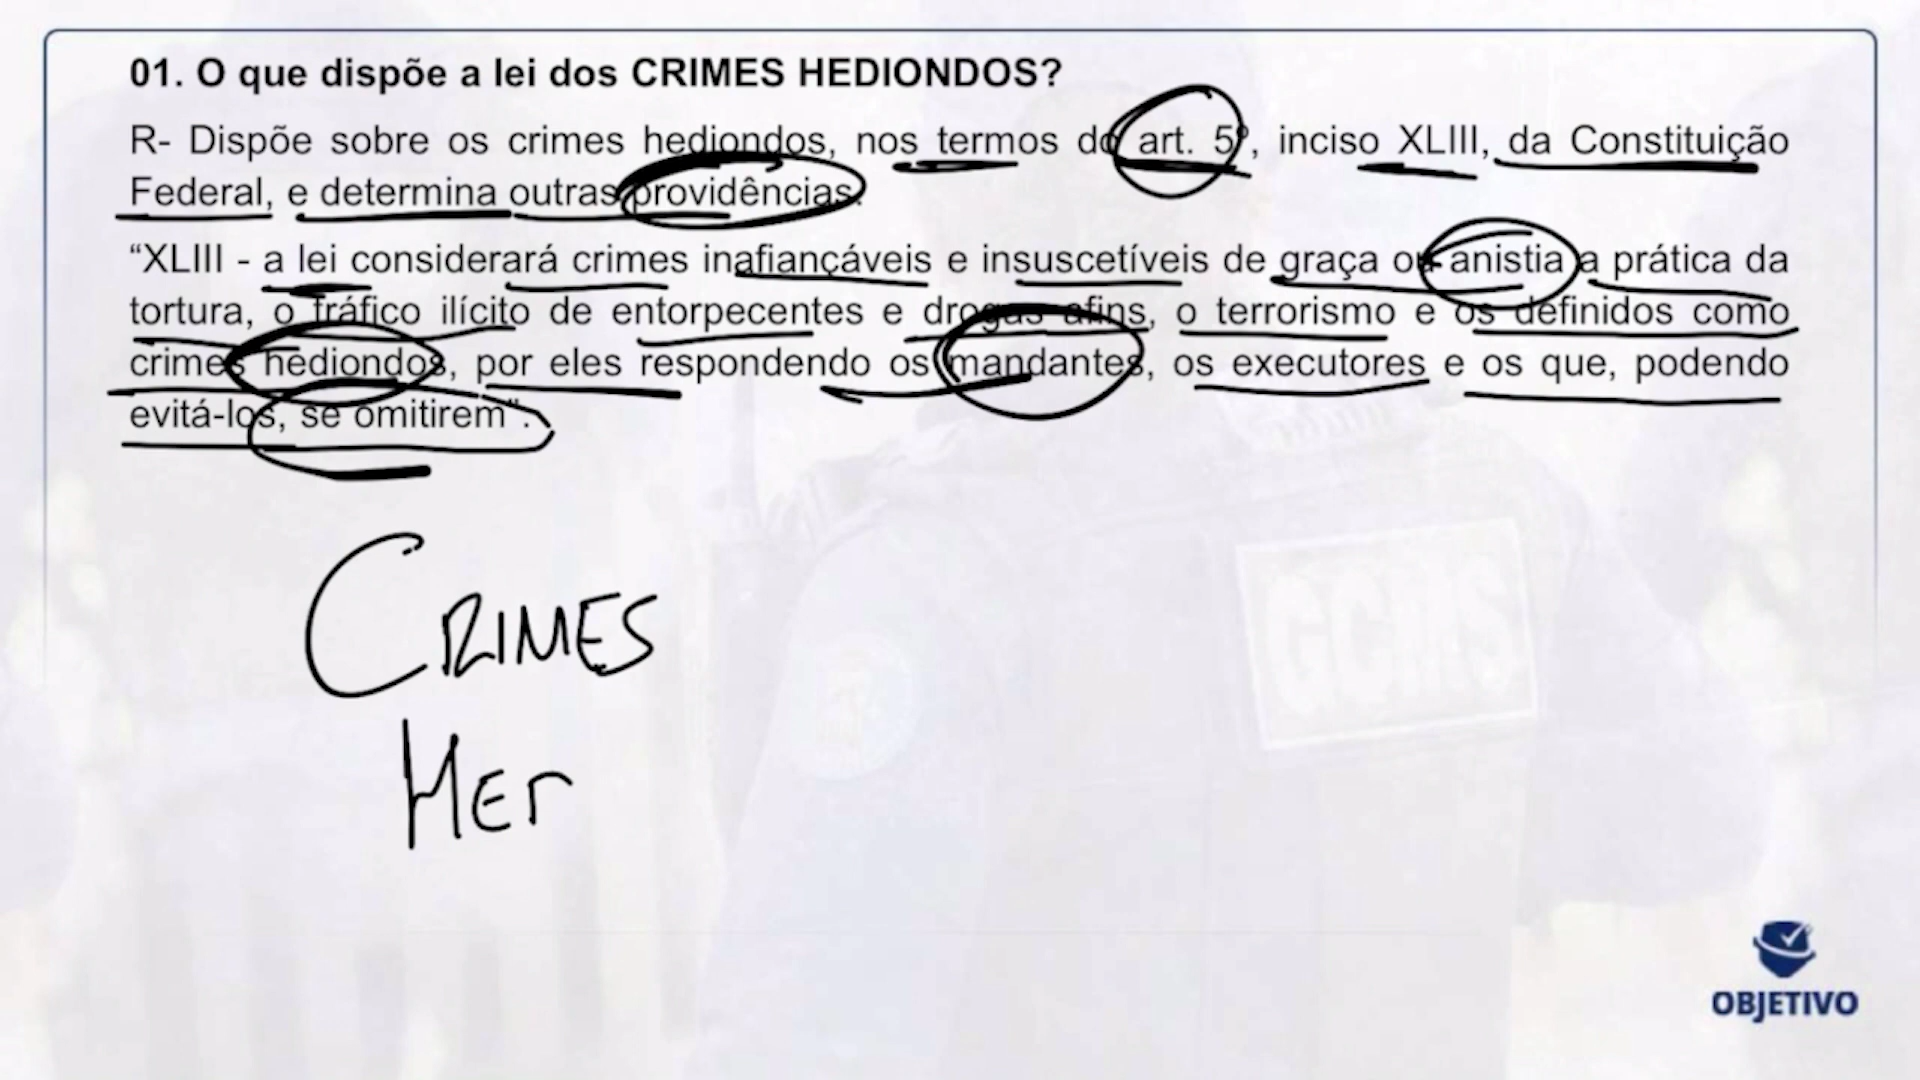 01. O que dispõe a lei dos CRIMES HEDIONDOS?
R- Dispõe sobre os crimes hediondos, nos termos do art. 5º, inciso XLIII, da Constituição
Federal, e determina outras providências.
“XLIII - a lei considerará crimes inafiançáveis e insuscetíveis de graça ou anistia a prática da
tortura, o tráfico ilícito de entorpecentes e drogas afins, o terrorismo e os definidos como
crimes hediondos, por eles respondendo os mandantes, os executores e os que, podendo
evitá-los, se omitirem”.
CRIMES
HE
OBJETIVO